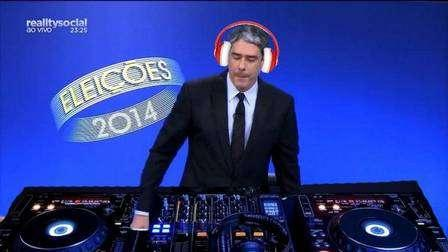 realitysocial
AO VIVO 23:25
ELEIÇÕES
2014